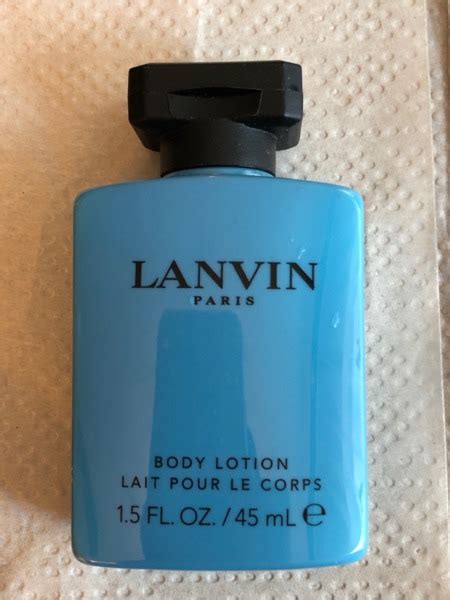 LANVIN
PARIS
BODY LOTION
LAIT POUR LE CORPS
1.5 FL. OZ. / 45 mL ℮